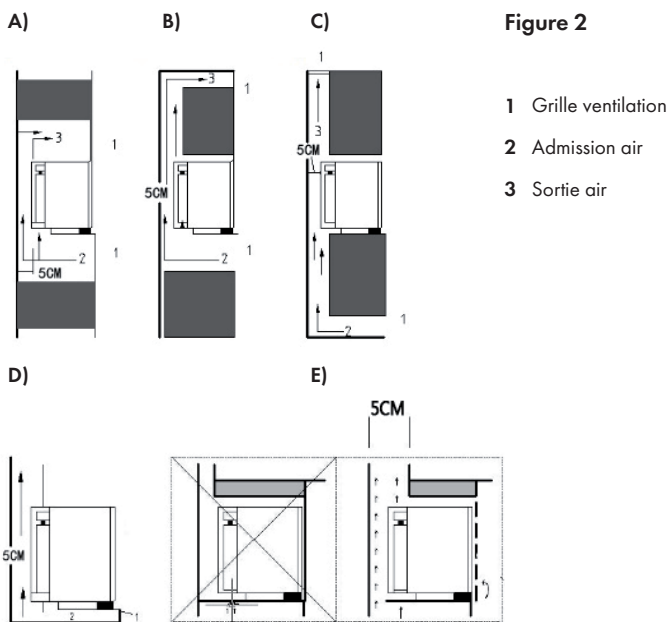 A)
B)
C)
Figure 2
1 Grille ventilation
2 Admission air
3 Sortie air
3
1
5CM
2
1
3
1
5CM
2
1
1
3
5CM
2
1
D)
E)
5CM
5CM
2
1